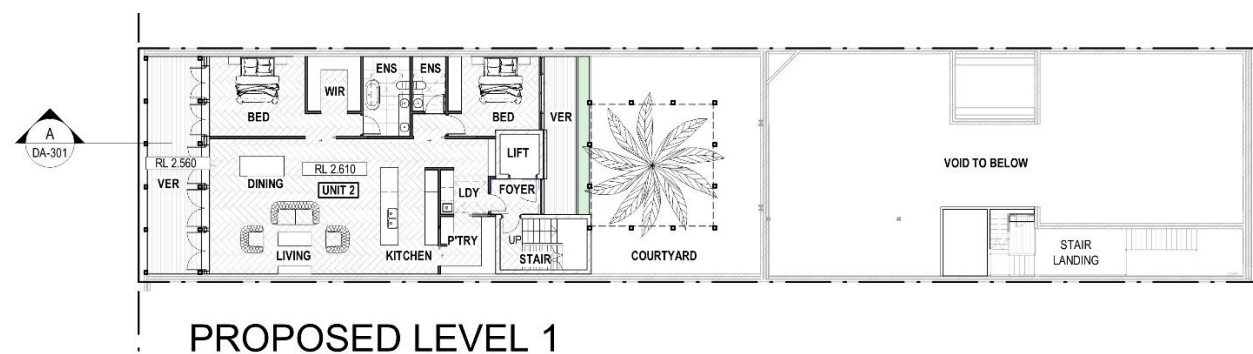 ENS
ENS
WIR
BED
BED
VER
A
DA-301
LIFT
RL 2.560
RL 2.610
VOID TO BELOW
VER
DINING
UNIT 2
LDY
FOYER
P'TRY
UP
LIVING
KITCHEN
STAIR
COURTYARD
STAIR
LANDING
PROPOSED LEVEL 1